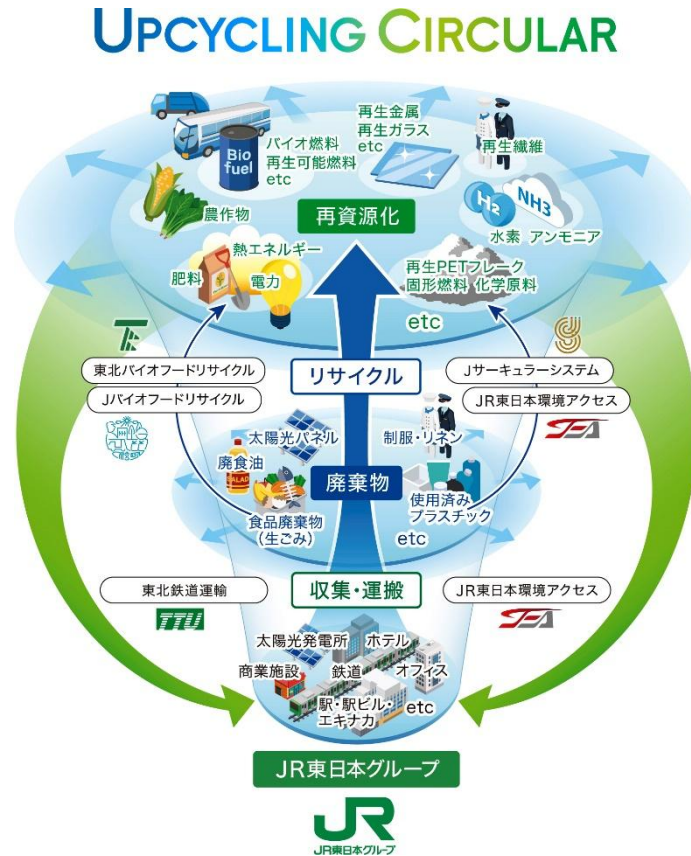 UPCYCLING CIRCULAR
バイオ燃料
再生可能燃料
etc
Bio
fuel
再生金属
再生ガラス
etc
再生繊維
農作物
再資源化
H₂
NH3
水素 アンモニア
熱エネルギー
肥料
電力
再生PETフレーク
固形燃料 化学原料
etc
東北バイオフードリサイクル
Jバイオフードリサイクル
リサイクル
Jサーキュラーシステム
JR東日本環境アクセス
JEA
太陽光パネル
制服・リネン
廃食油
SALAD
廃棄物
食品廃棄物
(生ごみ)
使用済み
プラスチック
etc
東北鉄道運輸
TTU
収集・運搬
JR東日本環境アクセス
JEA
太陽光発電所
ホテル
商業施設
鉄道
オフィス
駅・駅ビル・
エキナカ
etc
JR東日本グループ
JR
JR東日本グループ